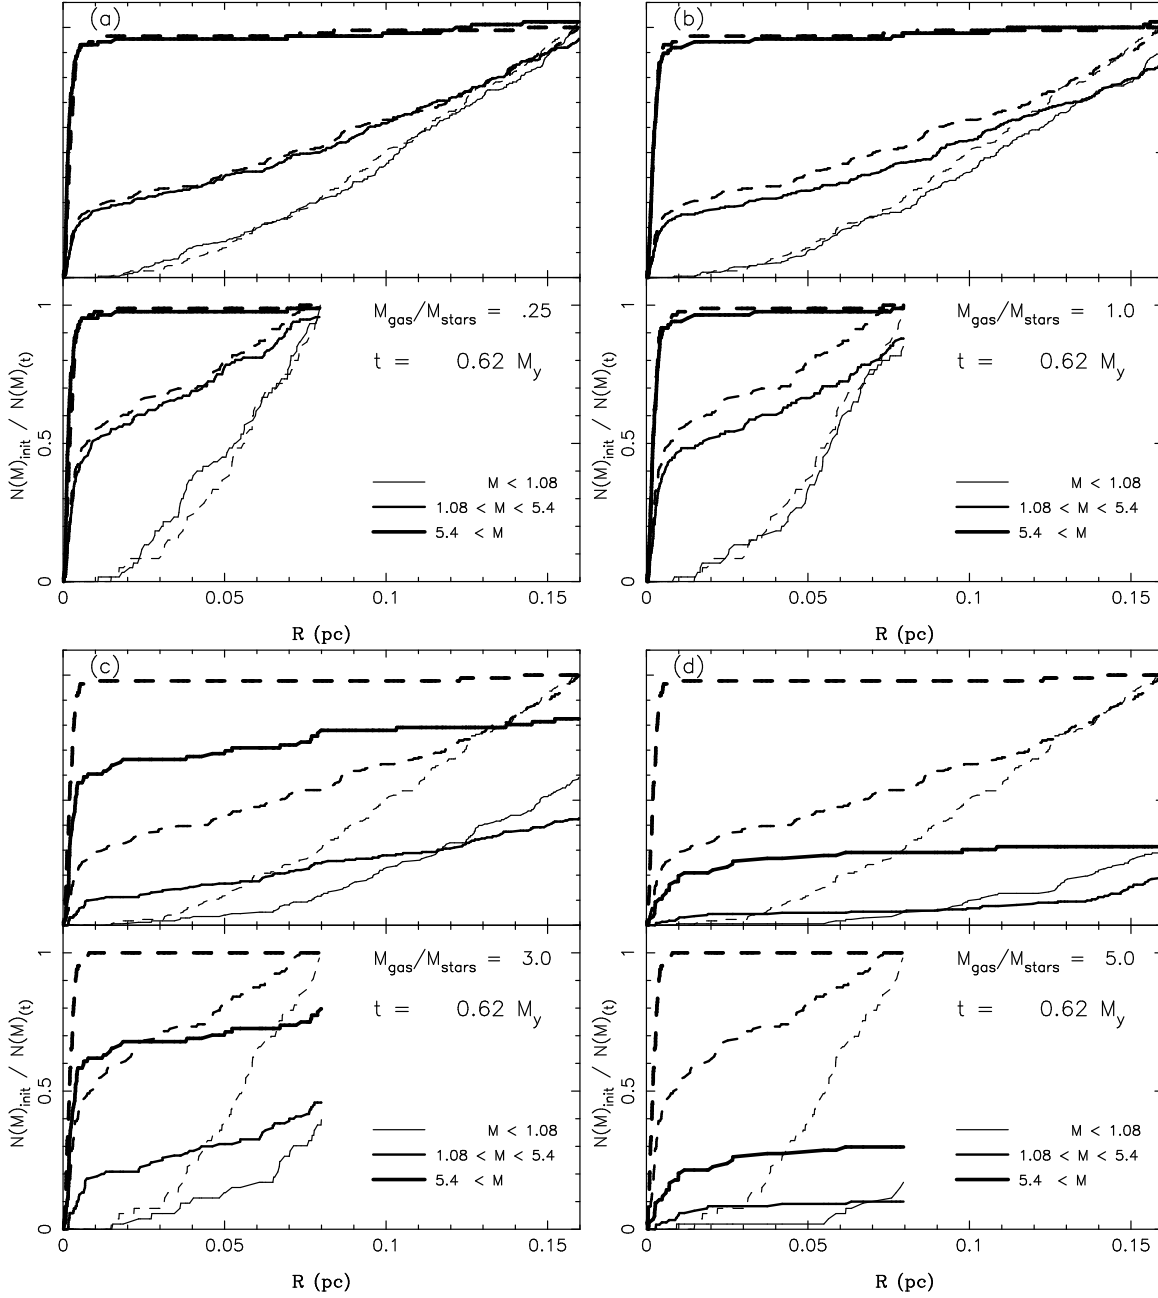 (a)
(b)
1
M_gas/M_stars = .25
t = 0.62 M_y
0.5
0
N(M)_init / N(M)_(t)
M < 1.08
1.08 < M < 5.4
5.4 < M
0 0.05 0.1 0.15
R (pc)
1
M_gas/M_stars = 1.0
t = 0.62 M_y
0.5
0
N(M)_init / N(M)_(t)
M < 1.08
1.08 < M < 5.4
5.4 < M
0 0.05 0.1 0.15
R (pc)
(c)
(d)
1
M_gas/M_stars = 3.0
t = 0.62 M_y
0.5
0
N(M)_init / N(M)_(t)
M < 1.08
1.08 < M < 5.4
5.4 < M
0 0.05 0.1 0.15
R (pc)
1
M_gas/M_stars = 5.0
t = 0.62 M_y
0.5
0
N(M)_init / N(M)_(t)
M < 1.08
1.08 < M < 5.4
5.4 < M
0 0.05 0.1 0.15
R (pc)